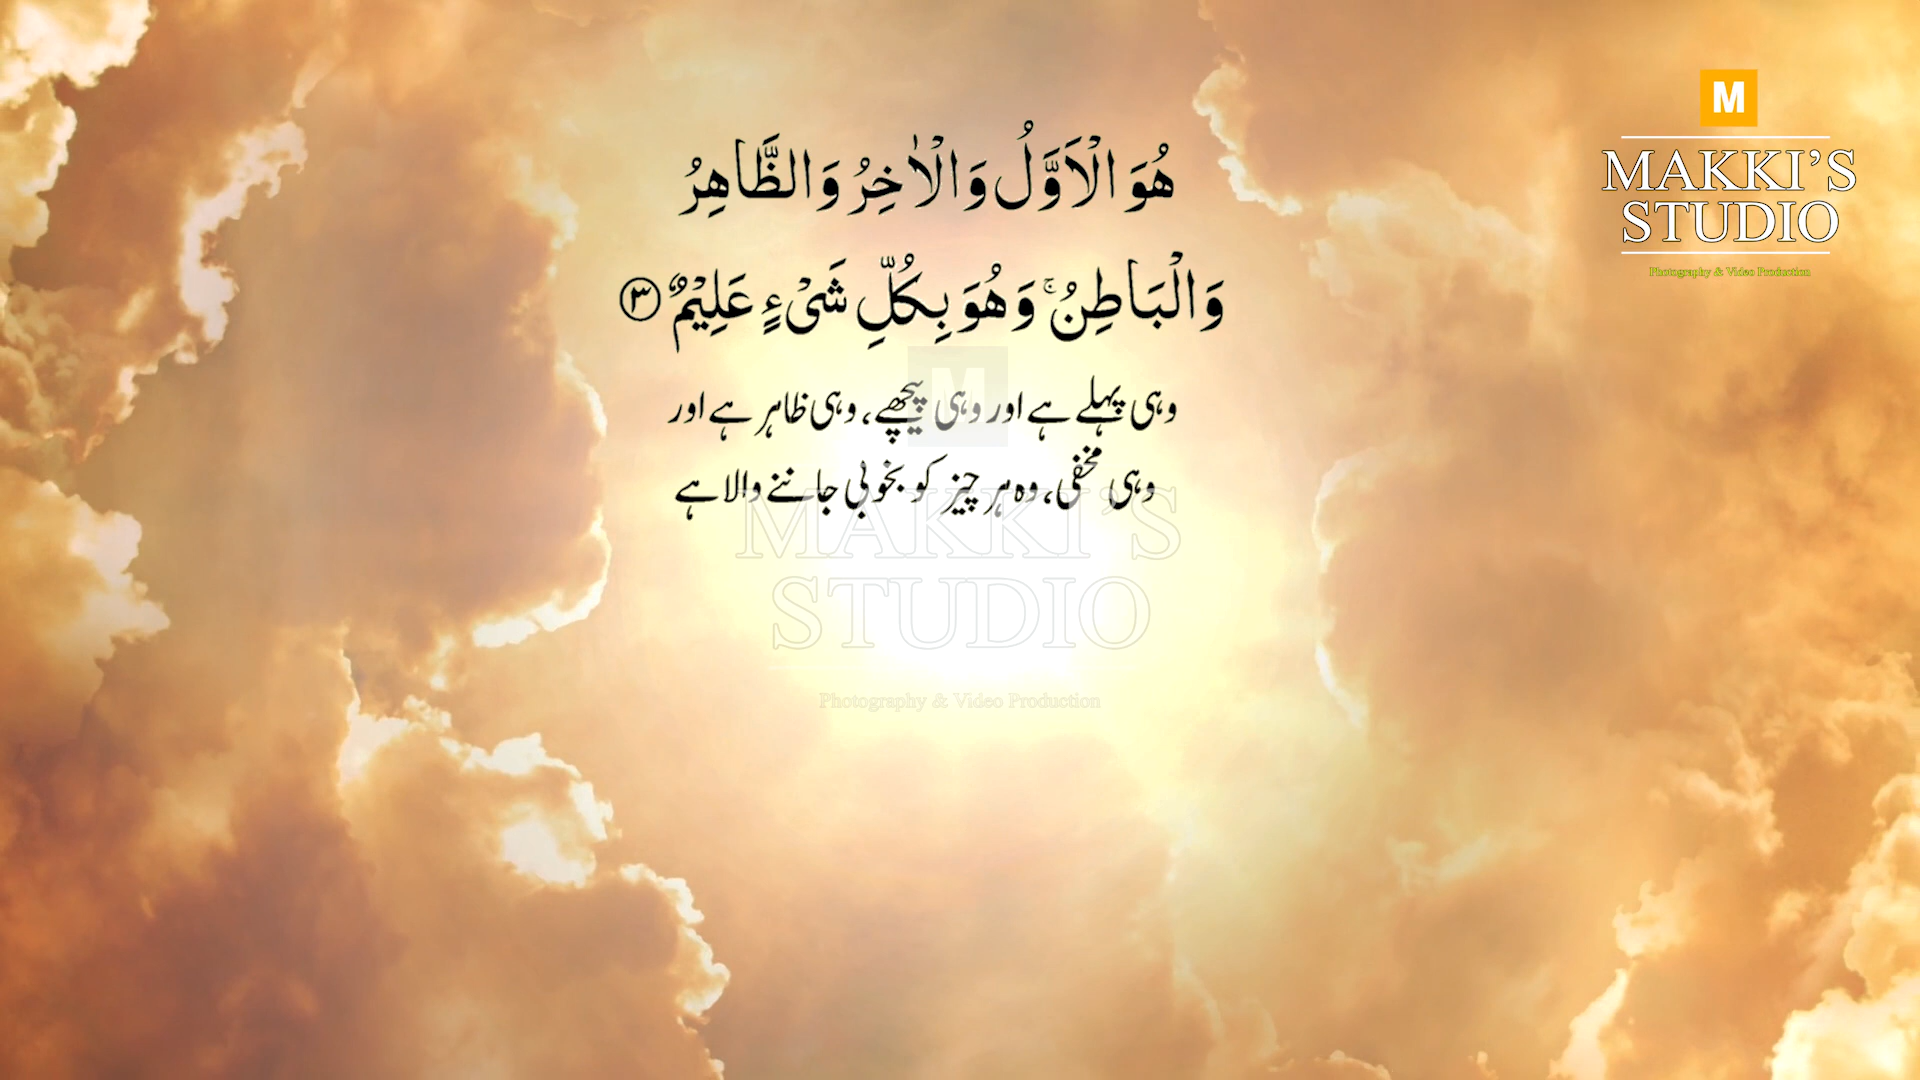 هُوَ الْاَوَّلُ وَالْاٰخِرُ وَالظَّاهِرُ
وَالْبَاطِنُ ۚ وَهُوَ بِكُلِّ شَیْءٍ عَلِیْمٌ ﴿۳﴾
وہی پہلے ہے اور وہی پیچھے، وہی ظاہر ہے اور
وہی مخفی، وہ ہر چیز کو بخوبی جاننے والا ہے
M
MAKKI'S
STUDIO
Photography & Video Production
M
MAKKI'S
STUDIO
Photography & Video Production